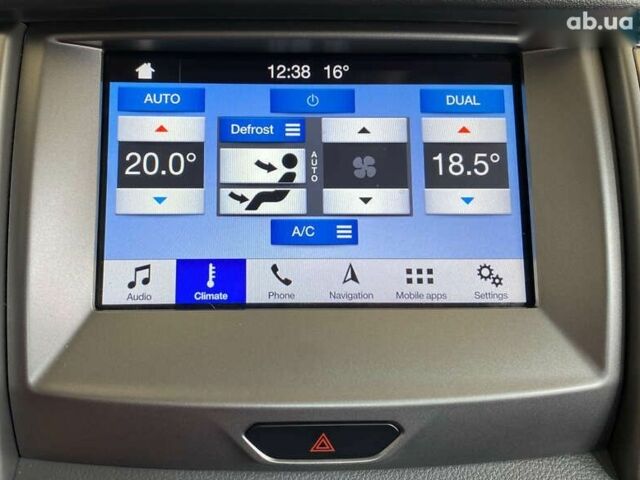 ab.ua
12:38 16°
AUTO
DUAL
Defrost
20.0°
AUTO
18.5°
A/C
Audio
Climate
Phone
Navigation
Mobile apps
Settings